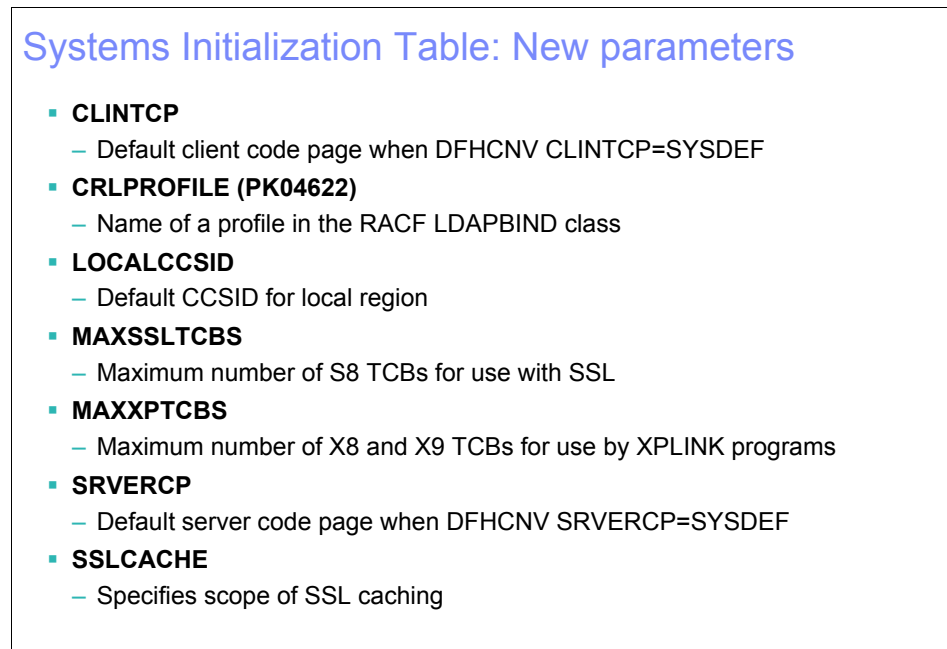 Systems Initialization Table: New parameters
▪ CLINTCP
– Default client code page when DFHCNV CLINTCP=SYSDEF
▪ CRLPROFILE (PK04622)
– Name of a profile in the RACF LDAPBIND class
▪ LOCALCCSID
– Default CCSID for local region
▪ MAXSSLTCBS
– Maximum number of S8 TCBs for use with SSL
▪ MAXXPTCBS
– Maximum number of X8 and X9 TCBs for use by XPLINK programs
▪ SRVERCP
– Default server code page when DFHCNV SRVERCP=SYSDEF
▪ SSLCACHE
– Specifies scope of SSL caching